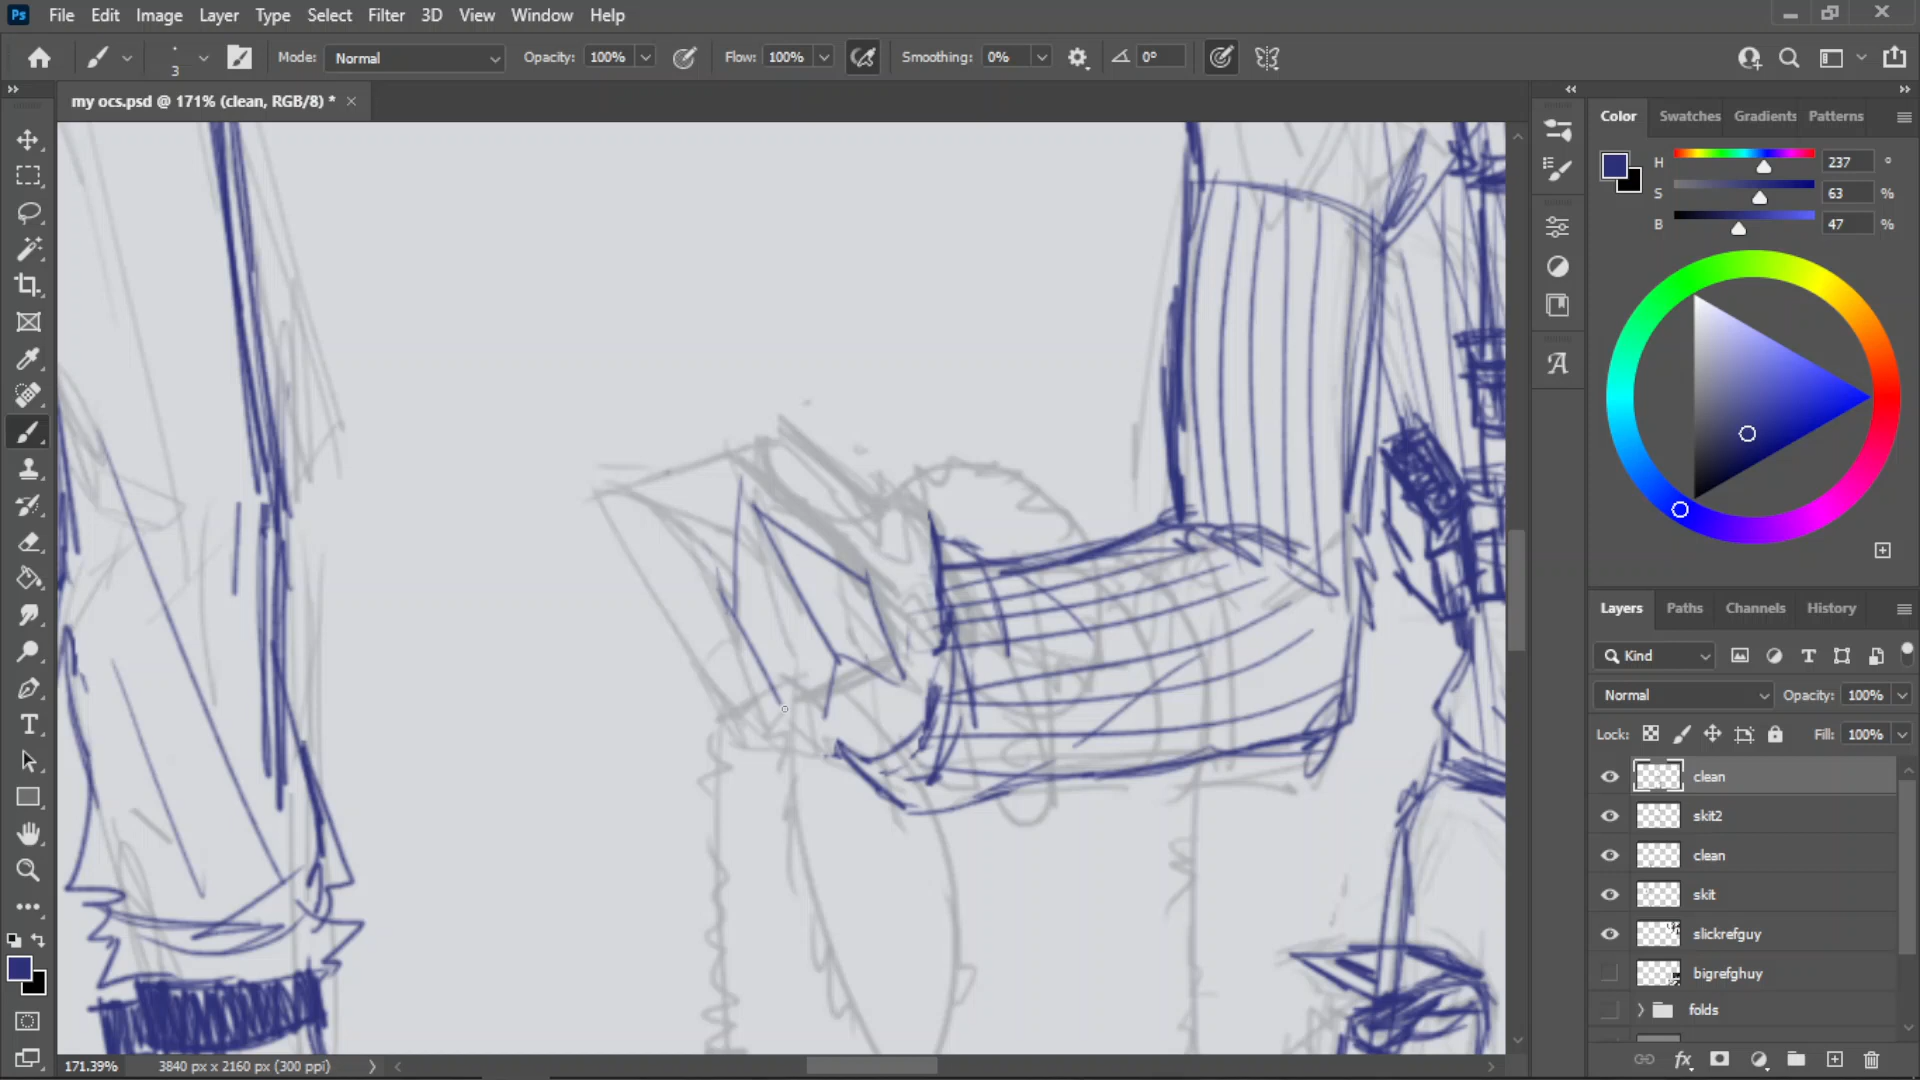 Ps File Edit Image Layer Type Select Filter 3D View Window Help
3 Mode: Normal Opacity: 100% Flow: 100% Smoothing: 0% 0°
my ocs.psd @ 171% (clean, RGB/8) * ×
Color Swatches Gradients Patterns
H 237 °
S 63 %
B 47 %
Layers Paths Channels History
Kind
Normal Opacity: 100%
Lock: Fill: 100%
clean
skit2
clean
skit
slickrefguy
bigrefghuy
folds
171.39% 3840 px x 2160 px (300 ppi)